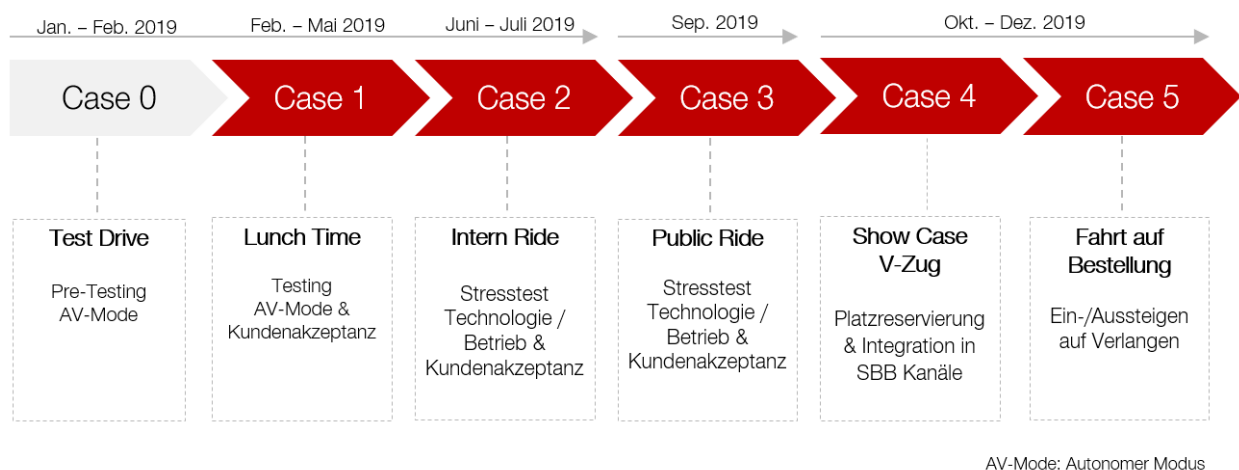 Jan. – Feb. 2019
Feb. – Mai 2019
Juni – Juli 2019
Sep. 2019
Okt. – Dez. 2019
Case 0
Case 1
Case 2
Case 3
Case 4
Case 5
Test Drive
Pre-Testing
AV-Mode
Lunch Time
Testing
AV-Mode &
Kundenakzeptanz
Intern Ride
Stresstest
Technologie /
Betrieb &
Kundenakzeptanz
Public Ride
Stresstest
Technologie /
Betrieb &
Kundenakzeptanz
Show Case
V-Zug
Platzreservierung
& Integration in
SBB Kanäle
Fahrt auf
Bestellung
Ein-/Aussteigen
auf Verlangen
AV-Mode: Autonomer Modus